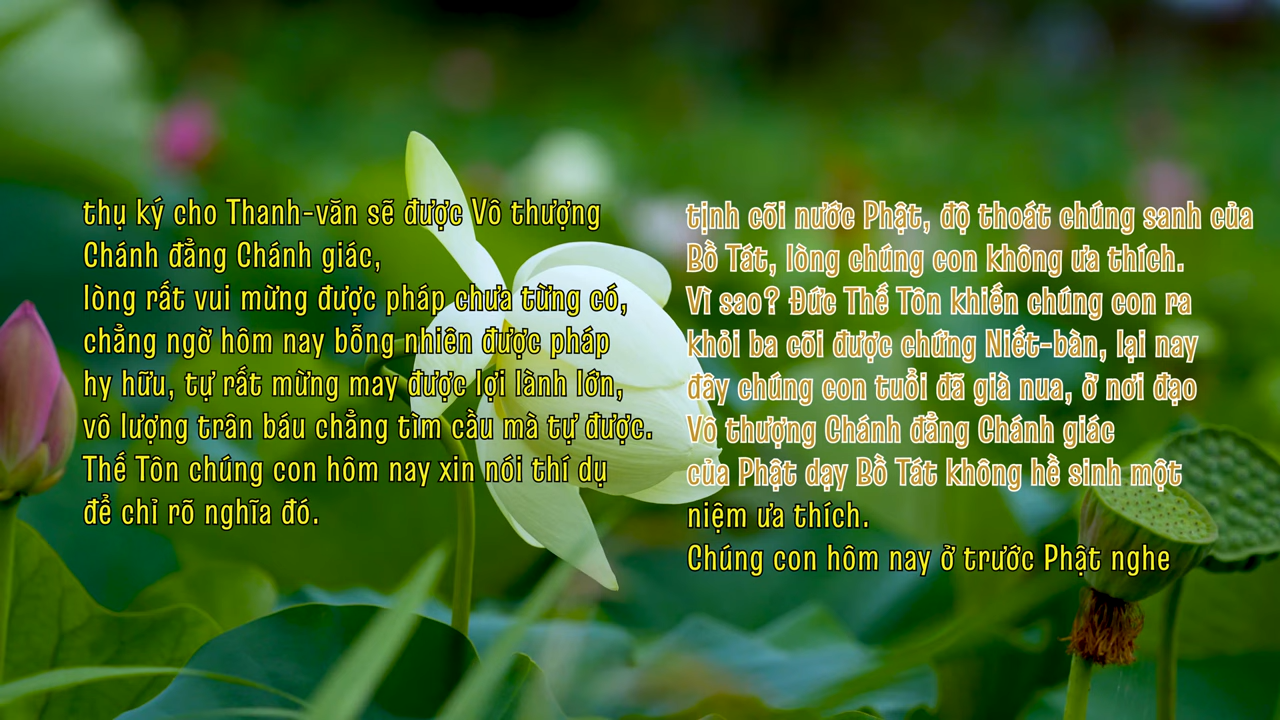 thụ ký cho Thanh-văn sẽ được Vô thượng
Chánh đẳng Chánh giác,
lòng rất vui mừng được pháp chưa từng có,
chẳng ngờ hôm nay bỗng nhiên được pháp
hy hữu, tự rất mừng may được lợi lành lớn,
vô lượng trân báu chẳng tìm cầu mà tự được.
Thế Tôn chúng con hôm nay xin nói thí dụ
để chỉ rõ nghĩa đó.
tịnh cõi nước Phật, độ thoát chúng sanh của
Bồ Tát, lòng chúng con không ưa thích.
Vì sao? Đức Thế Tôn khiến chúng con ra
khỏi ba cõi được chứng Niết-bàn, lại nay
đây chúng con tuổi đã già nua, ở nơi đạo
Vô thượng Chánh đẳng Chánh giác
của Phật dạy Bồ Tát không hề sinh một
niệm ưa thích.
Chúng con hôm nay ở trước Phật nghe